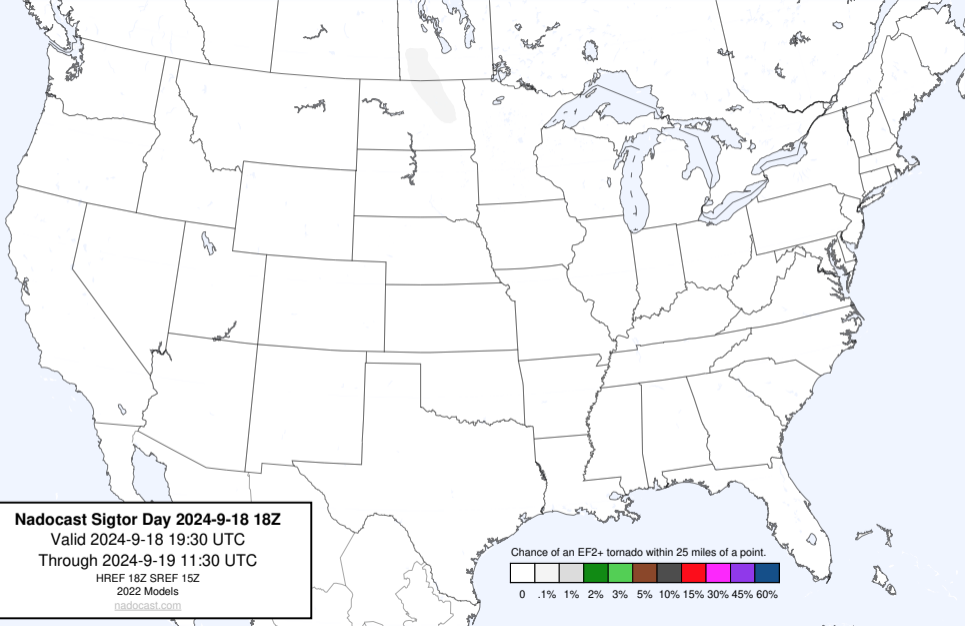 Nadocast Sigtor Day 2024-9-18 18Z
Valid 2024-9-18 19:30 UTC
Through 2024-9-19 11:30 UTC
HREF 18Z SREF 15Z
2022 Models
nadocast.com
Chance of an EF2+ tornado within 25 miles of a point.
0 .1% 1% 2% 3% 5% 10% 15% 30% 45% 60%